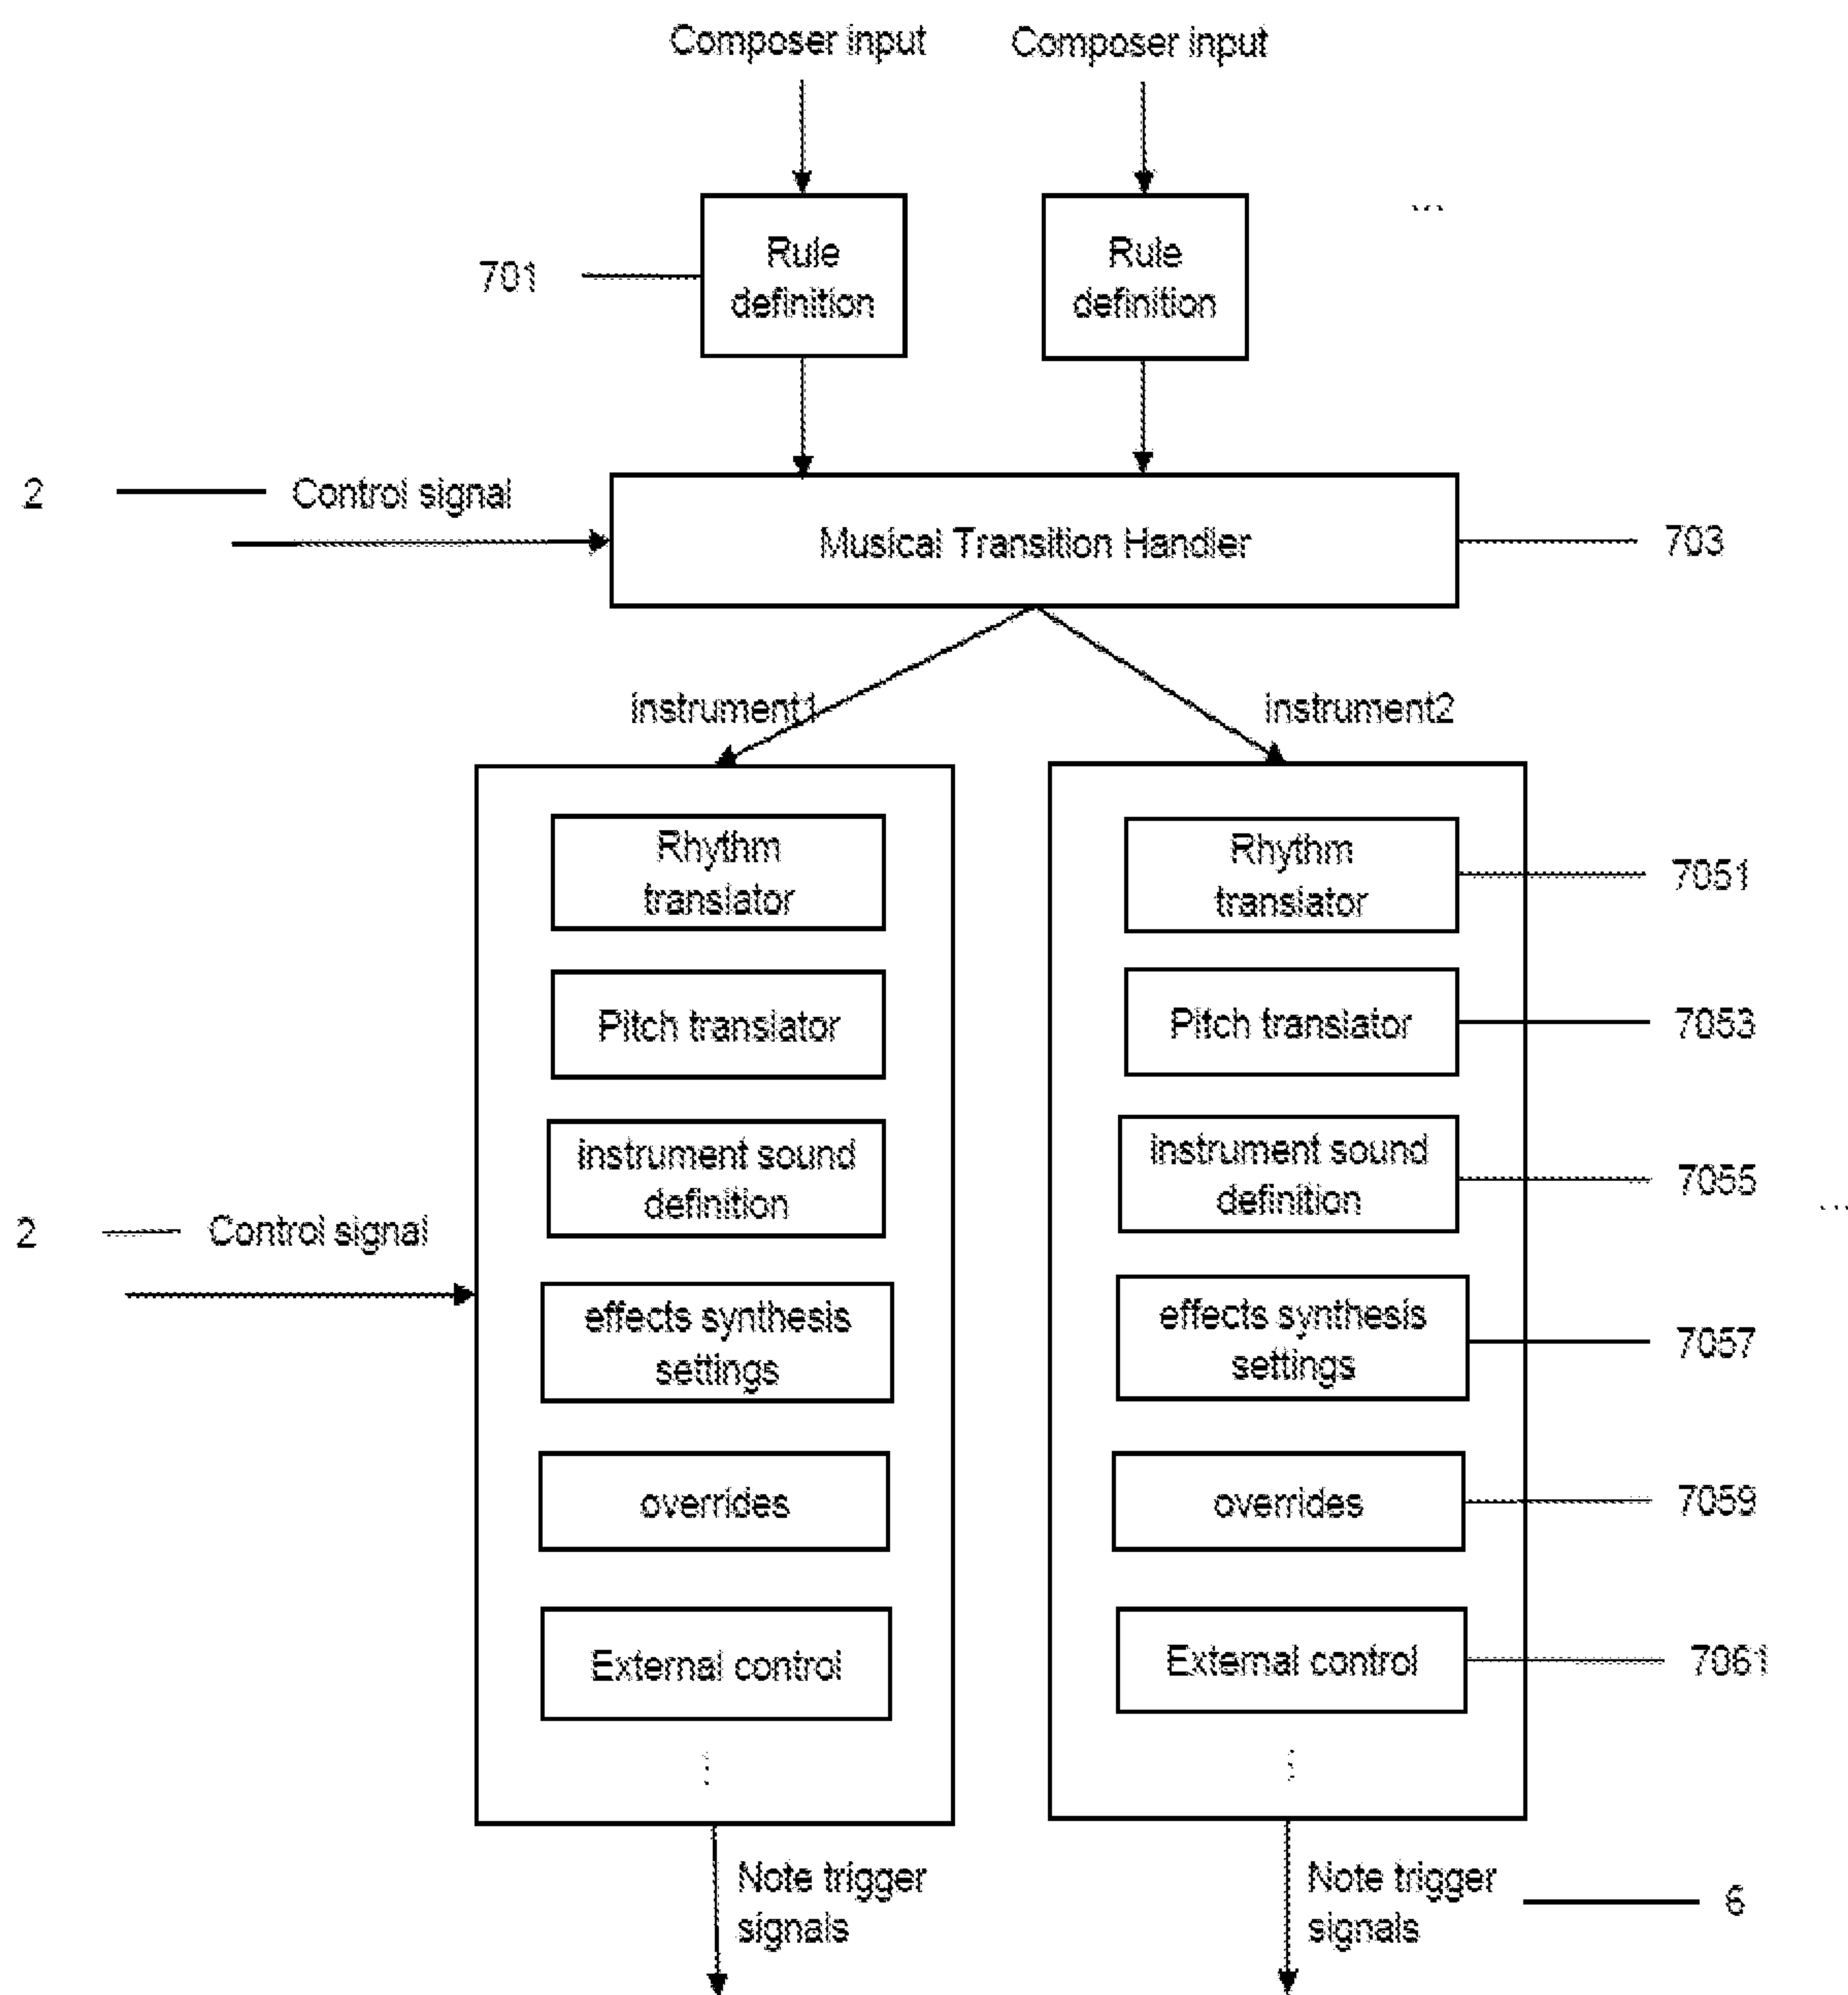 Composer input
Composer input
Rule
definition
Rule
definition
...
701
2
Control signal
Musical Transition Handler
703
instrument1
instrument2
Rhythm
translator
Rhythm
translator
7051
Pitch translator
Pitch translator
7053
instrument sound
definition
instrument sound
definition
7055
...
2
Control signal
effects synthesis
settings
effects synthesis
settings
7057
overrides
overrides
7059
External control
External control
7061
Note trigger
signals
Note trigger
signals
6